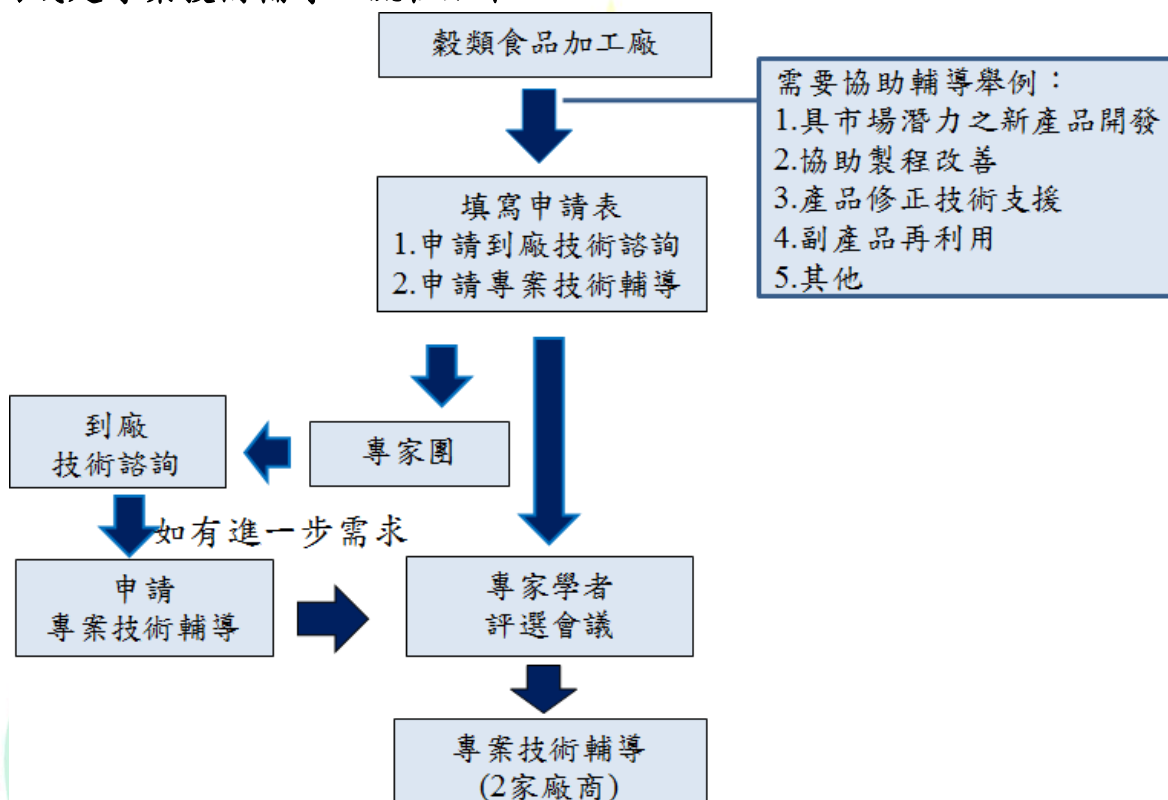 專案技術輔導
穀類食品加工廠
需要協助輔導舉例：
1.具市場潛力之新產品開發
2.協助製程改善
3.產品修正技術支援
4.副產品再利用
5.其他
填寫申請表
1.申請到廠技術諮詢
2.申請專案技術輔導
專家團
到廠
技術諮詢
如有進一步需求
申請
專案技術輔導
專家學者
評選會議
專案技術輔導
(2家廠商)